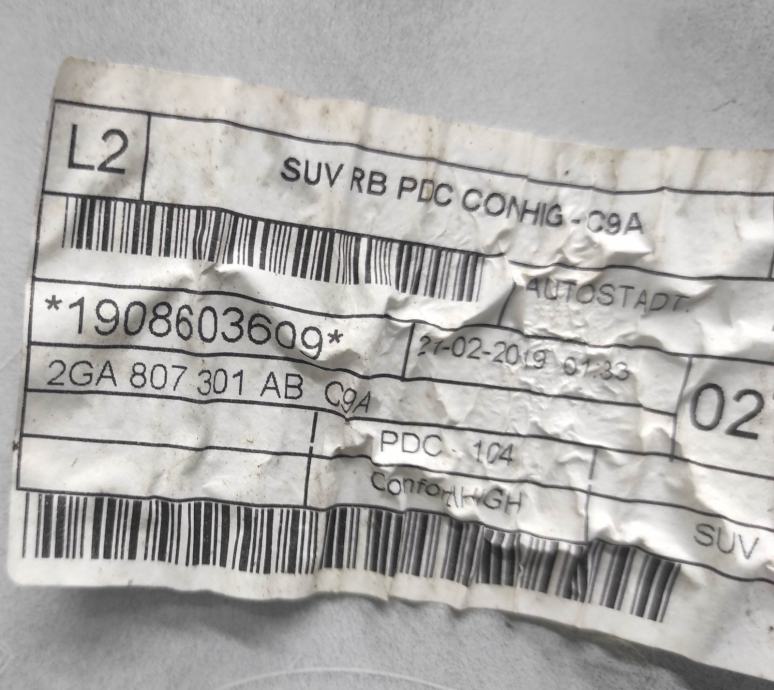 L2
SUV RB PDC CONHIG - C9A
AUTOSTADT
*1908603609*
27-02-2019 01:33
2GA 807 301 AB C9A
02
PDC - 104
SUV